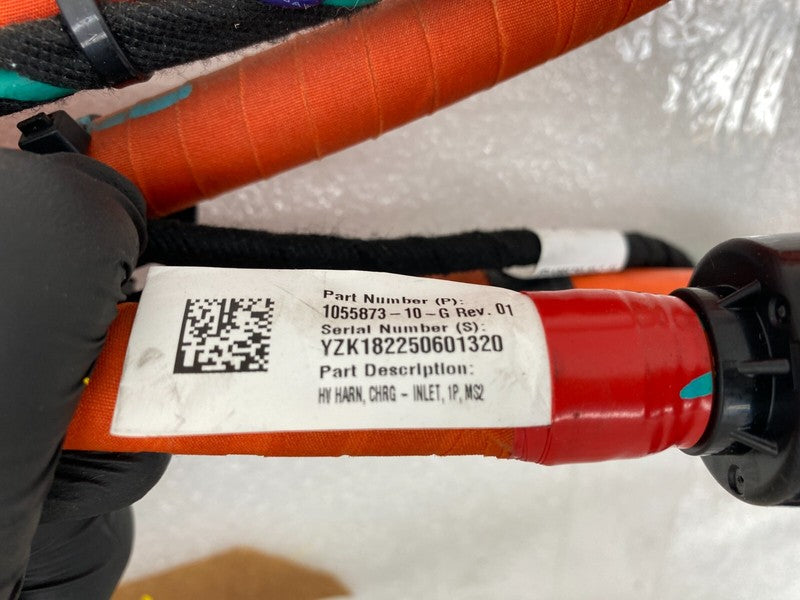 Part Number (P):
1055873-10-G Rev. 01
Serial Number (S):
YZK182250601320
Part Description:
HV HARN, CHRG - INLET, 1P, MS2